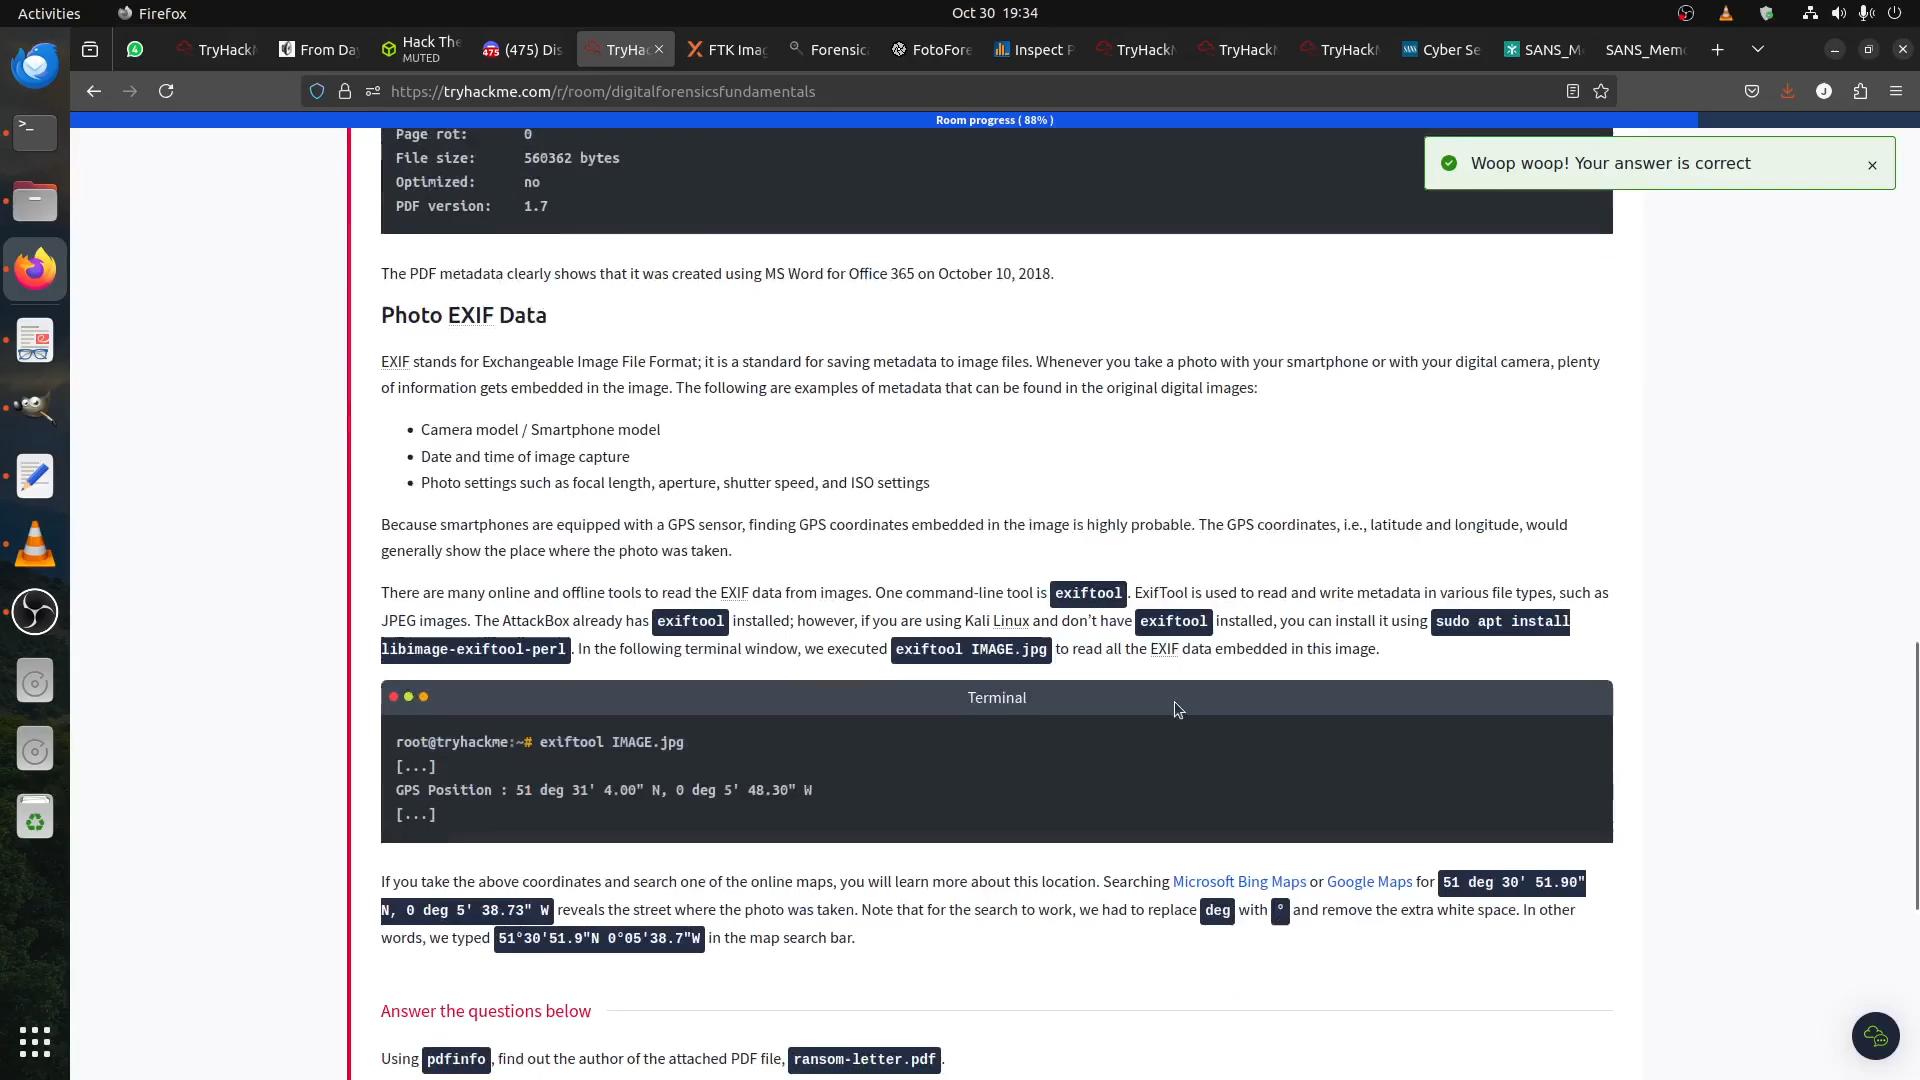 Activities Firefox Oct 30 19:34
TryHack From Da Hack The MUTED (475) Dis TryHac FTK Imag Forensic FotoFore Inspect P TryHackM TryHackM TryHackM Cyber Se SANS_M SANS_Memo
https://tryhackme.com/r/room/digitalforensicsfundamentals
Room progress ( 88% )
Page rot: 0
File size: 560362 bytes
Optimized: no
PDF version: 1.7
Woop woop! Your answer is correct
The PDF metadata clearly shows that it was created using MS Word for Office 365 on October 10, 2018.
Photo EXIF Data
EXIF stands for Exchangeable Image File Format; it is a standard for saving metadata to image files. Whenever you take a photo with your smartphone or with your digital camera, plenty
of information gets embedded in the image. The following are examples of metadata that can be found in the original digital images:
• Camera model / Smartphone model
• Date and time of image capture
• Photo settings such as focal length, aperture, shutter speed, and ISO settings
Because smartphones are equipped with a GPS sensor, finding GPS coordinates embedded in the image is highly probable. The GPS coordinates, i.e., latitude and longitude, would
generally show the place where the photo was taken.
There are many online and offline tools to read the EXIF data from images. One command-line tool is exiftool. ExifTool is used to read and write metadata in various file types, such as
JPEG images. The AttackBox already has exiftool installed; however, if you are using Kali Linux and don't have exiftool installed, you can install it using sudo apt install
libimage-exiftool-perl. In the following terminal window, we executed exiftool IMAGE.jpg to read all the EXIF data embedded in this image.
Terminal
root@tryhackme:~# exiftool IMAGE.jpg
[...]
GPS Position : 51 deg 31' 4.00" N, 0 deg 5' 48.30" W
[...]
If you take the above coordinates and search one of the online maps, you will learn more about this location. Searching Microsoft Bing Maps or Google Maps for 51 deg 30' 51.90"
N, 0 deg 5' 38.73" W reveals the street where the photo was taken. Note that for the search to work, we had to replace deg with ° and remove the extra white space. In other
words, we typed 51°30'51.9"N 0°05'38.7"W in the map search bar.
Answer the questions below
Using pdfinfo, find out the author of the attached PDF file, ransom-letter.pdf.